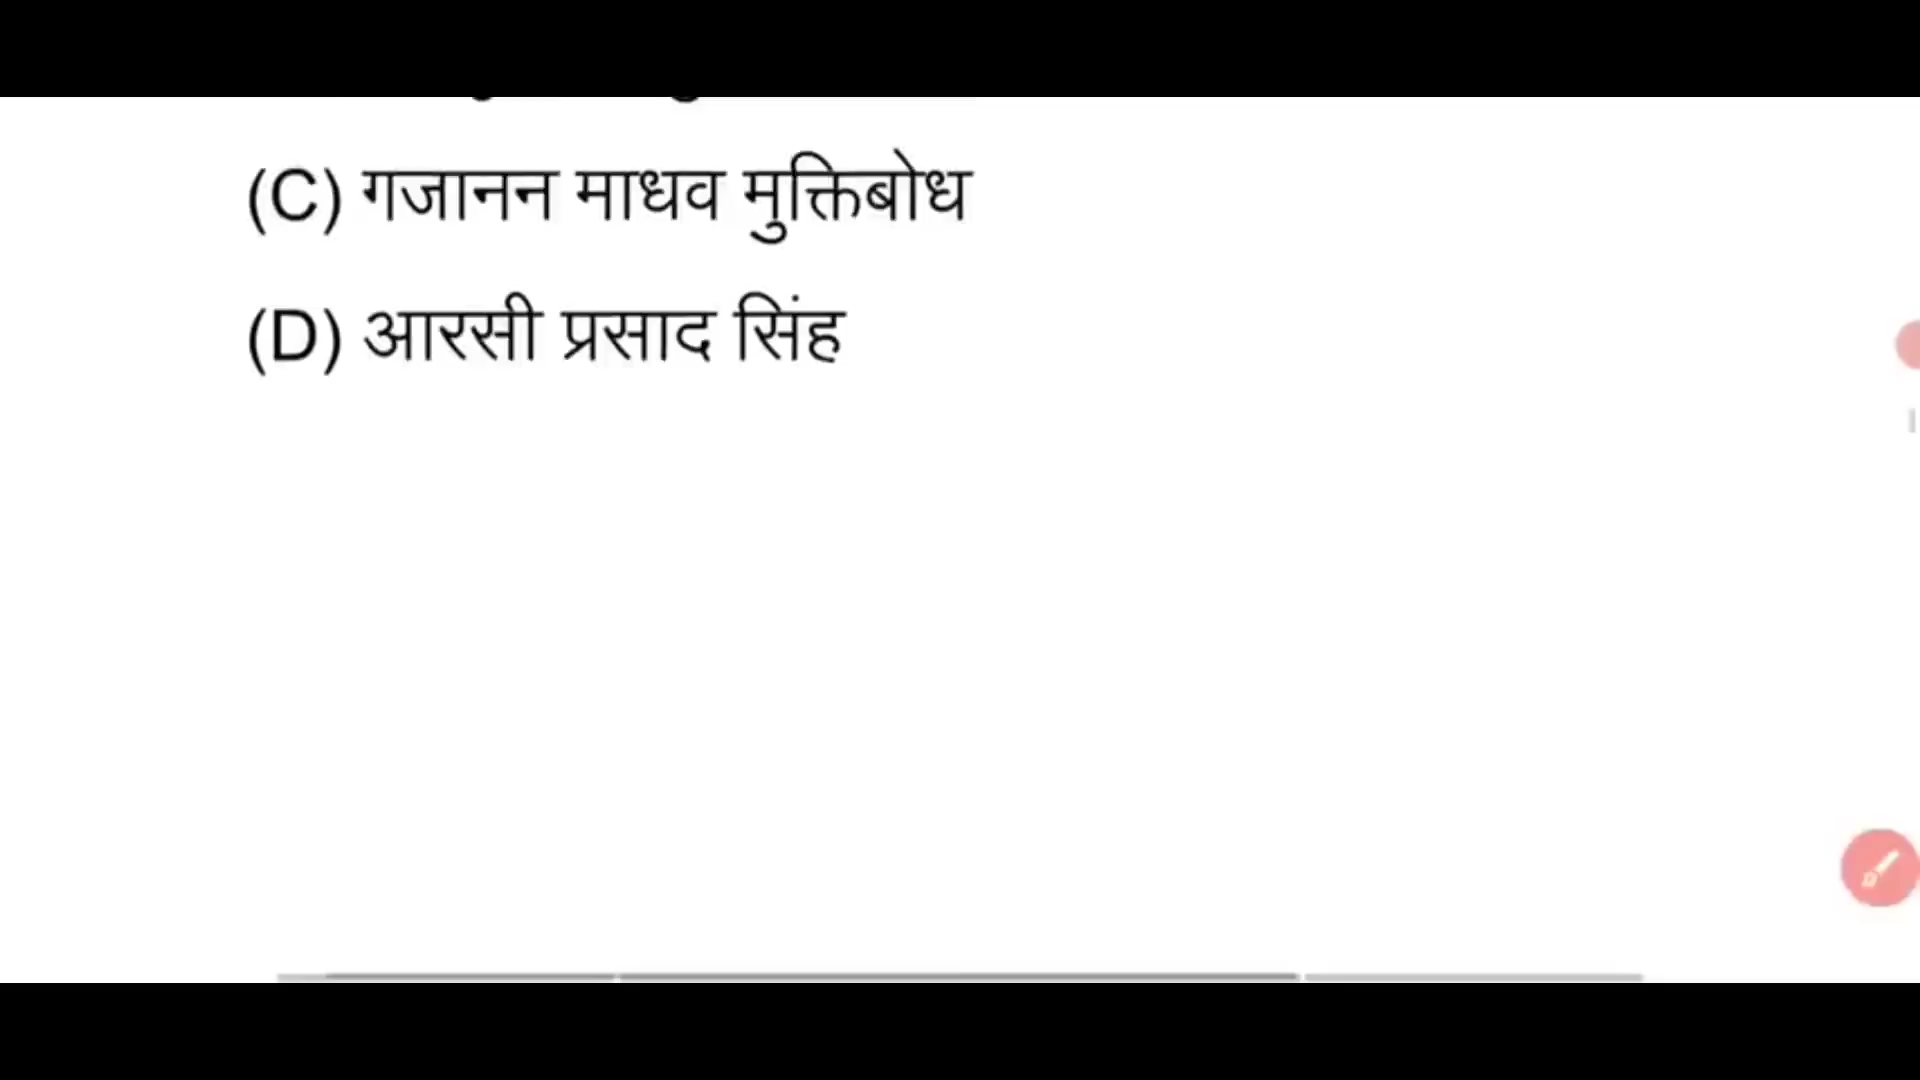 (C) गजानन माधव मुक्तिबोध
(D) आरसी प्रसाद सिंह